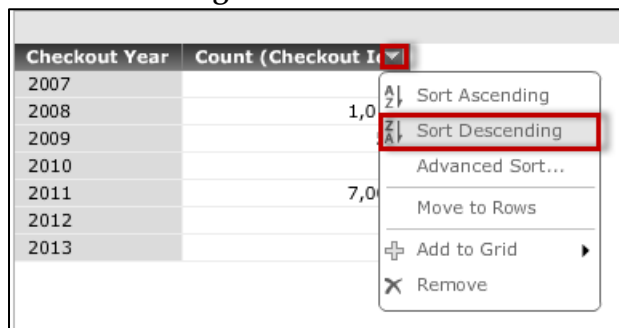 Checkout Year Count (Checkout I
2007
2008 1,0
2009
2010
2011 7,0
2012
2013
Sort Ascending
Sort Descending
Advanced Sort...
Move to Rows
Add to Grid
Remove